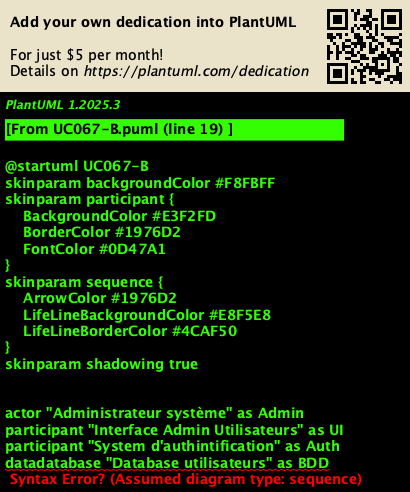 Add your own dedication into PlantUML
For just $5 per month!
Details on https://plantuml.com/dedication
PlantUML 1.2025.3
[From UC067-B.puml (line 19) ]
@startuml UC067-B
skinparam backgroundColor #F8FBFF
skinparam participant {
BackgroundColor #E3F2FD
BorderColor #1976D2
FontColor #0D47A1
}
skinparam sequence {
ArrowColor #1976D2
LifeLineBackgroundColor #E8F5E8
LifeLineBorderColor #4CAF50
}
skinparam shadowing true
actor "Administrateur système" as Admin
participant "Interface Admin Utilisateurs" as UI
participant "System d'authintification" as Auth
datadatabase "Database utilisateurs" as BDD
Syntax Error? (Assumed diagram type: sequence)